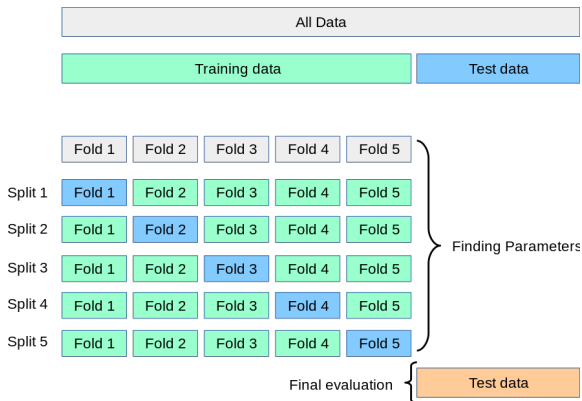 All Data
Training data Test data
Fold 1 Fold 2 Fold 3 Fold 4 Fold 5
Split 1 Fold 1 Fold 2 Fold 3 Fold 4 Fold 5
Split 2 Fold 1 Fold 2 Fold 3 Fold 4 Fold 5
Finding Parameters
Split 3 Fold 1 Fold 2 Fold 3 Fold 4 Fold 5
Split 4 Fold 1 Fold 2 Fold 3 Fold 4 Fold 5
Split 5 Fold 1 Fold 2 Fold 3 Fold 4 Fold 5
Final evaluation Test data